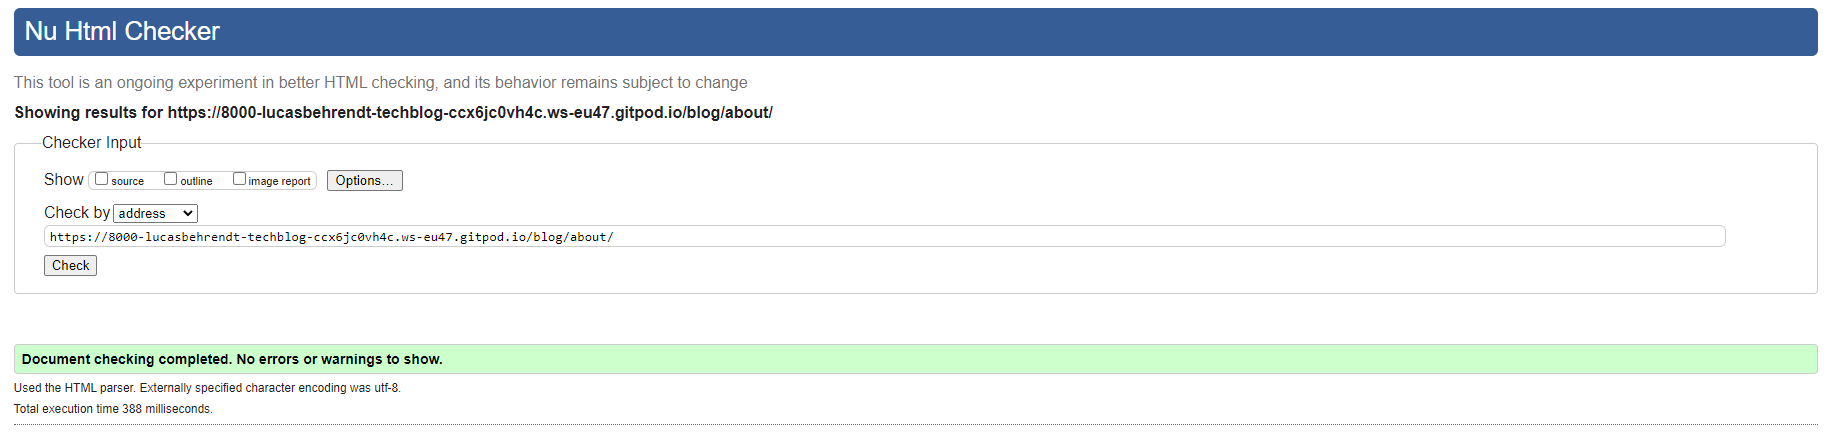 Nu Html Checker
This tool is an ongoing experiment in better HTML checking, and its behavior remains subject to change
Showing results for https://8000-lucasbehrendt-techblog-ccx6jc0vh4c.ws-eu47.gitpod.io/blog/about/
Checker Input
Show source outline image report Options...
Check by address
https://8000-lucasbehrendt-techblog-ccx6jc0vh4c.ws-eu47.gitpod.io/blog/about/
Check
Document checking completed. No errors or warnings to show.
Used the HTML parser. Externally specified character encoding was utf-8.
Total execution time 388 milliseconds.